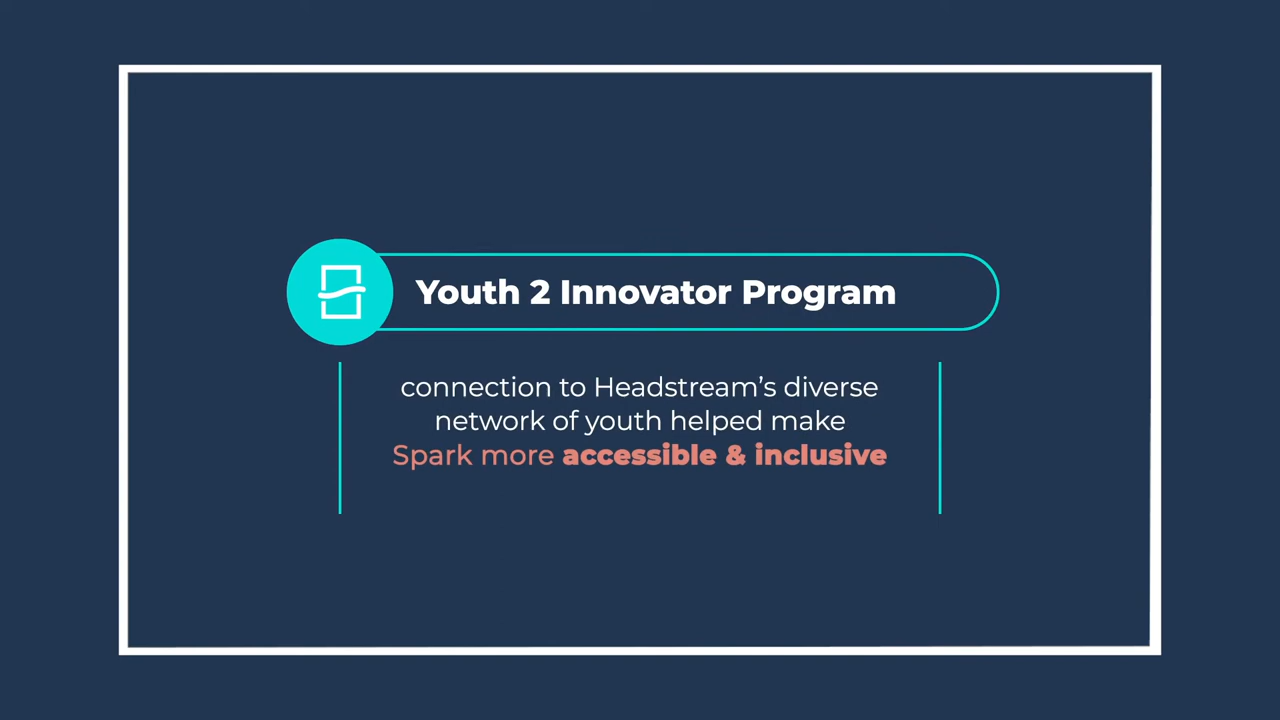 Youth 2 Innovator Program
connection to Headstream’s diverse
network of youth helped make
Spark more accessible & inclusive